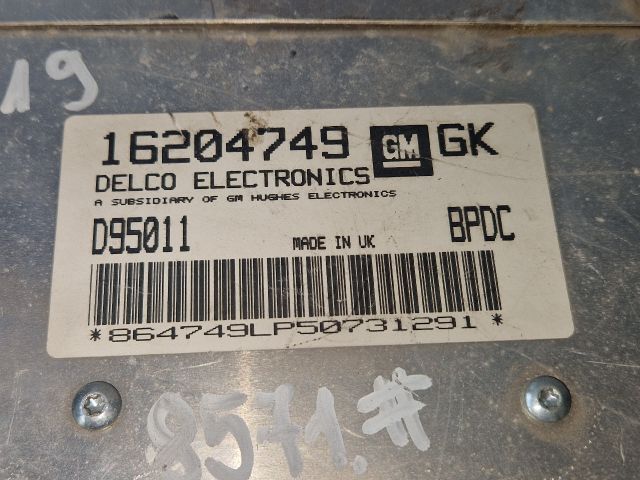 19
16204749 GM GK
DELCO ELECTRONICS
A SUBSIDIARY OF GM HUGHES ELECTRONICS
D95011 MADE IN UK BPDC
*864749LP50731291*
8571.#